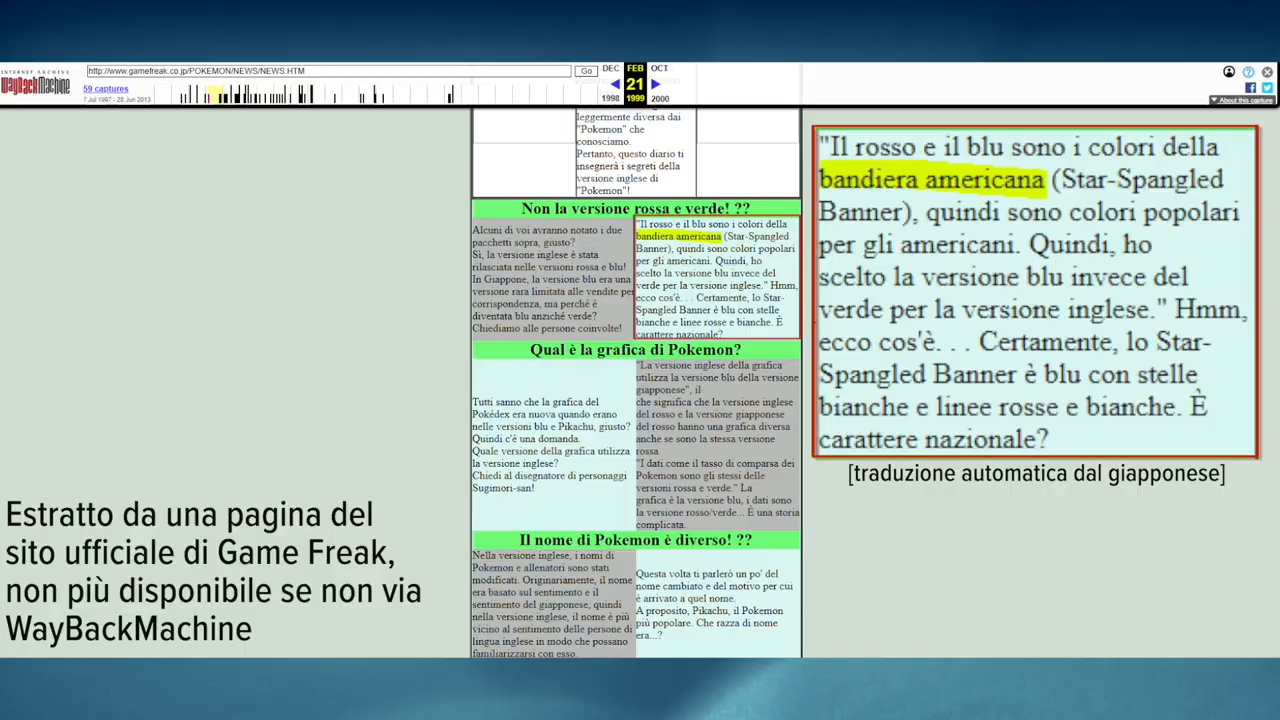 INTERNET ARCHIVE
WayBackMachine
http://www.gamefreak.co.jp/POKEMON/NEWS/NEWS.HTM
Go
DEC
FEB
OCT
59 captures
21
7 Jul 1997 - 28 Jun 2013
1998
1999
2000
About this capture
leggermente diversa dai
"Pokemon" che
conosciamo.
Pertanto, questo diario ti
insegnerà i segreti della
versione inglese di
"Pokemon"!
Non la versione rossa e verde! ??
Alcuni di voi avranno notato i due
pacchetti sopra, giusto?
Sì, la versione inglese è stata
rilasciata nelle versioni rossa e blu!
In Giappone, la versione blu era una
versione rara limitata alle vendite per
corrispondenza, ma perché è
diventata blu anziché verde?
Chiediamo alle persone coinvolte!
"Il rosso e il blu sono i colori della
bandiera americana (Star-Spangled
Banner), quindi sono colori popolari
per gli americani. Quindi, ho
scelto la versione blu invece del
verde per la versione inglese." Hmm,
ecco cos'è. . . Certamente, lo Star-
Spangled Banner è blu con stelle
bianche e linee rosse e bianche. È
carattere nazionale?
Qual è la grafica di Pokemon?
Tutti sanno che la grafica del
Pokédex era nuova quando erano
nelle versioni blu e Pikachu, giusto?
Quindi c'è una domanda.
Quale versione della grafica utilizza
la versione inglese?
Chiedi al disegnatore di personaggi
Sugimori-san!
"La versione inglese della grafica
utilizza la versione blu della versione
giapponese", il
che significa che la versione inglese
del rosso e la versione giapponese
del rosso hanno una grafica diversa
anche se sono la stessa versione
rossa.
"I dati come il tasso di comparsa dei
Pokemon sono gli stessi delle
versioni rossa e verde." La
grafica è la versione blu, i dati sono
la versione rosso/verde... È una storia
complicata.
Il nome di Pokemon è diverso! ??
Nella versione inglese, i nomi di
Pokemon e allenatori sono stati
modificati. Originariamente, il nome
era basato sul sentimento e il
sentimento del giapponese, quindi
nella versione inglese, il nome è più
vicino al sentimento delle persone di
lingua inglese in modo che possano
familiarizzarsi con esso.
Questa volta ti parlerò un po' del
nome cambiato e del motivo per cui
è arrivato a quel nome.
A proposito, Pikachu, il Pokemon
più popolare. Che razza di nome
era...?
"Il rosso e il blu sono i colori della
bandiera americana (Star-Spangled
Banner), quindi sono colori popolari
per gli americani. Quindi, ho
scelto la versione blu invece del
verde per la versione inglese." Hmm,
ecco cos'è. . . Certamente, lo Star-
Spangled Banner è blu con stelle
bianche e linee rosse e bianche. È
carattere nazionale?
[traduzione automatica dal giapponese]
Estratto da una pagina del
sito ufficiale di Game Freak,
non più disponibile se non via
WayBackMachine